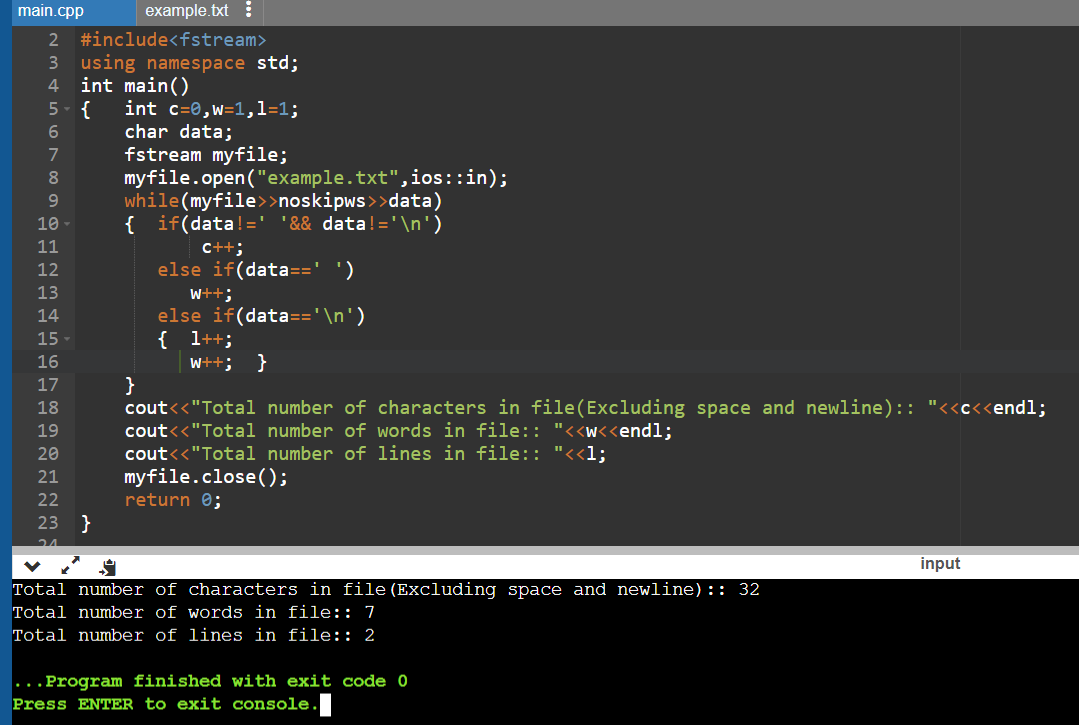 main.cpp example.txt
2 #include<fstream>
3 using namespace std;
4 int main()
5 { int c=0,w=1,l=1;
6 char data;
7 fstream myfile;
8 myfile.open("example.txt",ios::in);
9 while(myfile>>noskipws>>data)
10 { if(data!=' '&& data!='\n')
11 c++;
12 else if(data==' ')
13 w++;
14 else if(data=='\n')
15 { l++;
16 w++; }
17 }
18 cout<<"Total number of characters in file(Excluding space and newline):: "<<c<<endl;
19 cout<<"Total number of words in file:: "<<w<<endl;
20 cout<<"Total number of lines in file:: "<<l;
21 myfile.close();
22 return 0;
23 }
24
input
Total number of characters in file(Excluding space and newline):: 32
Total number of words in file:: 7
Total number of lines in file:: 2
...Program finished with exit code 0
Press ENTER to exit console.